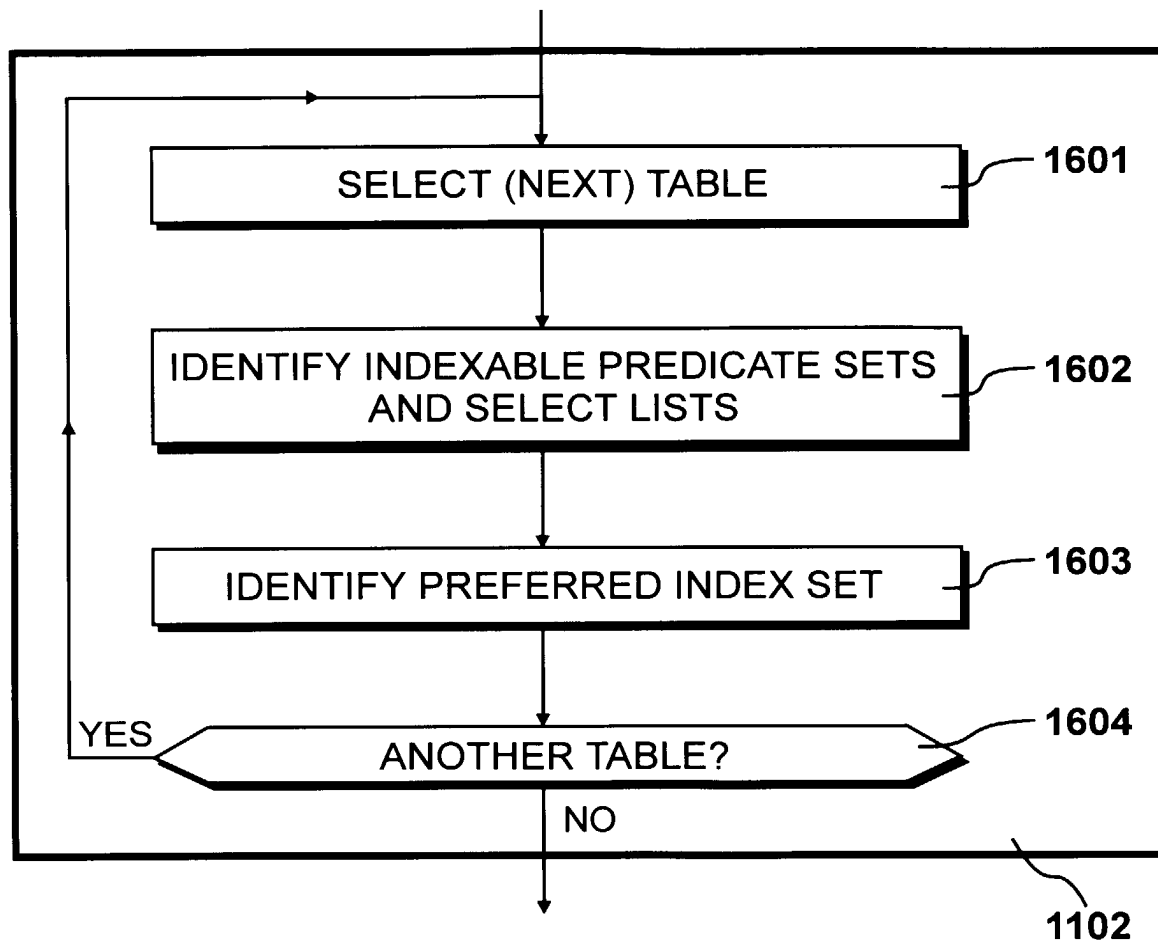 SELECT (NEXT) TABLE
1601
IDENTIFY INDEXABLE PREDICATE SETS
AND SELECT LISTS
1602
IDENTIFY PREFERRED INDEX SET
1603
YES
ANOTHER TABLE?
1604
NO
1102